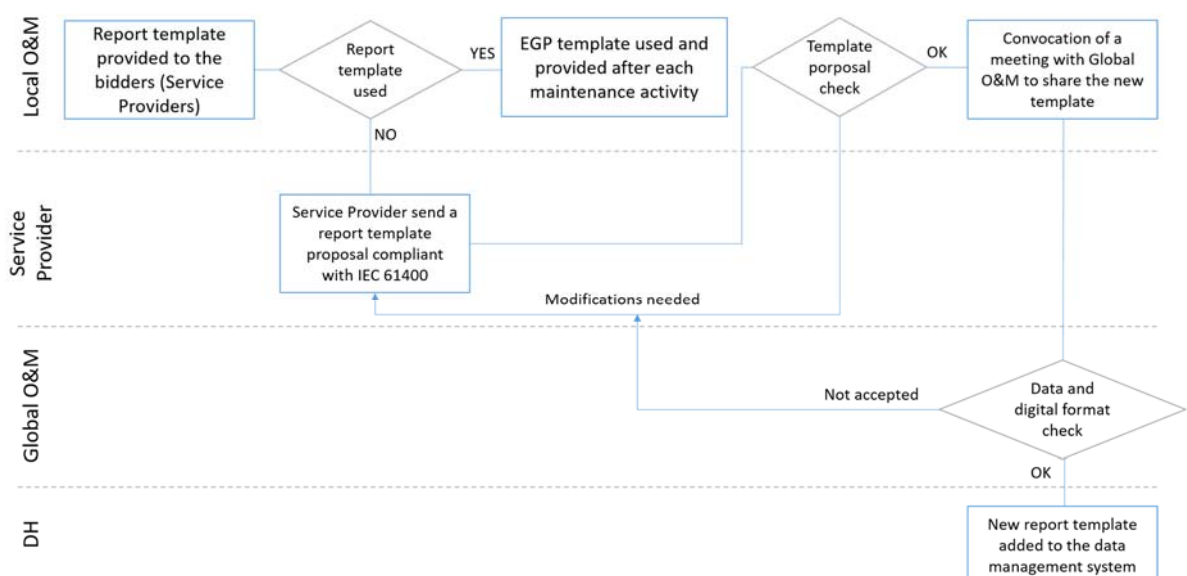 Local O&M
Report template
provided to the
bidders (Service
Providers)
Report
template
used
YES
NO
EGP template used and
provided after each
maintenance activity
Template
porposal
check
OK
Convocation of a
meeting with Global
O&M to share the new
template
Service
Provider
Service Provider send a
report template
proposal compliant
with IEC 61400
Modifications needed
Global O&M
Not accepted
Data and
digital format
check
OK
DH
New report template
added to the data
management system